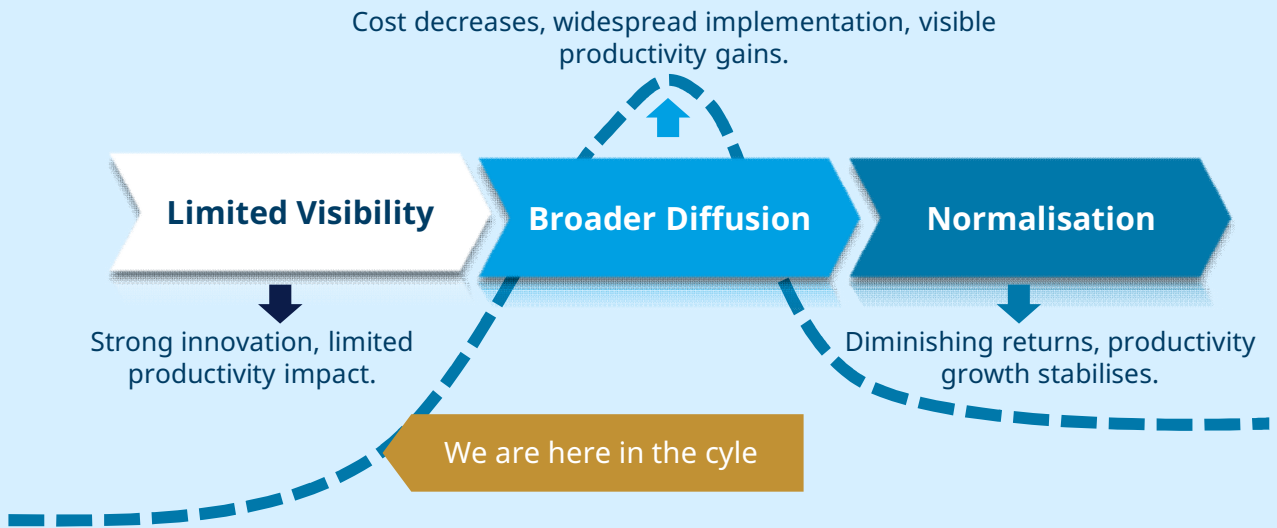 Cost decreases, widespread implementation, visible
productivity gains.
Limited Visibility
Broader Diffusion
Normalisation
Strong innovation, limited
productivity impact.
Diminishing returns, productivity
growth stabilises.
We are here in the cyle